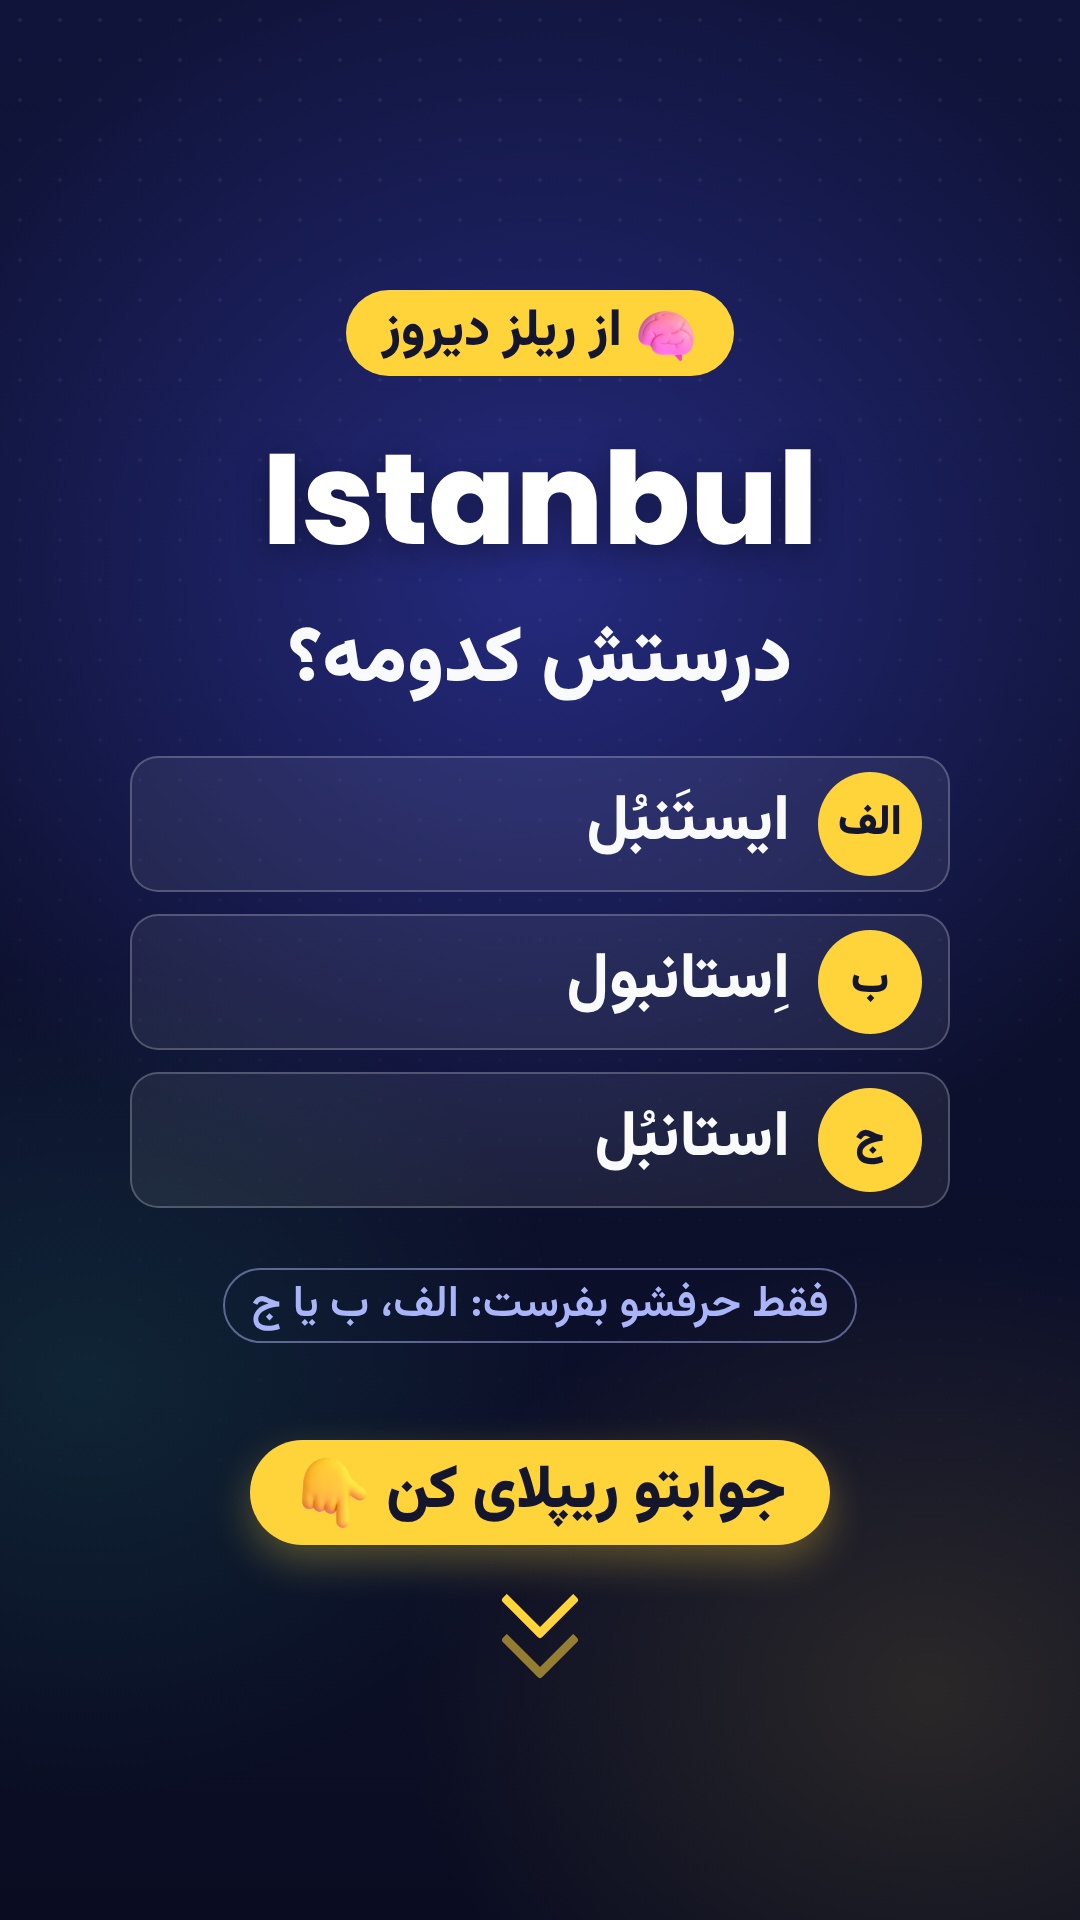 🧠 از ریلز دیروز
Istanbul
درستش کدومه؟
الف ایستَنبُل
ب اِستانبول
ج استانبُل
فقط حرفشو بفرست: الف، ب یا ج
جوابتو ریپلای کن 👇